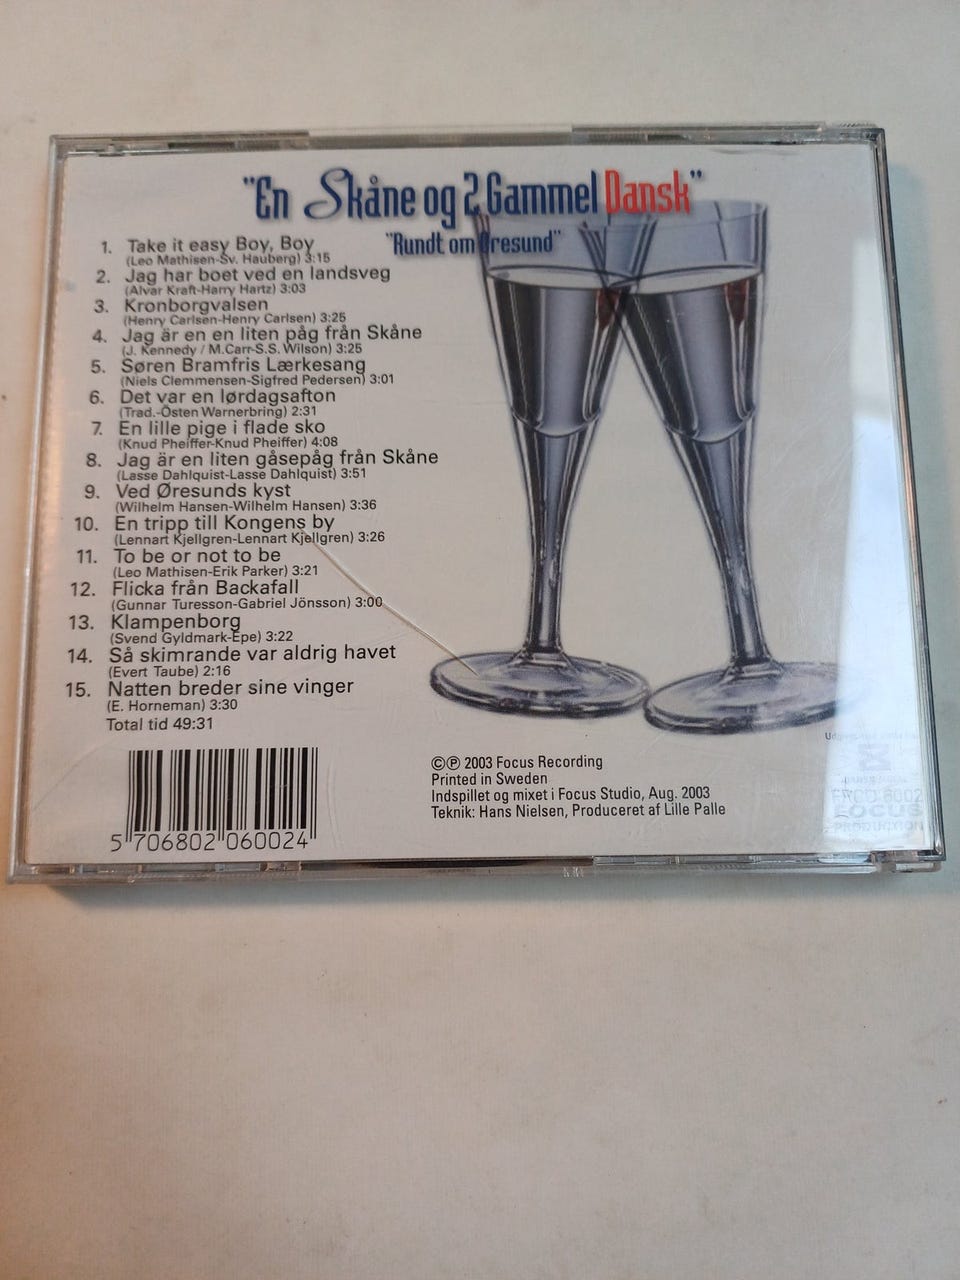 "En Skåne og 2 Gammel Dansk"
"Rundt om Øresund"
1. Take it easy Boy, Boy
(Leo Mathisen-Sv. Hauberg) 3:15
2. Jag har boet ved en landsveg
(Alvar Kraft-Harry Hartz) 3:03
3. Kronborgvalsen
(Henry Carlsen-Henry Carlsen) 3:25
4. Jag är en en liten påg från Skåne
(J. Kennedy / M.Carr-S.S. Wilson) 3:25
5. Søren Bramfris Lærkesang
(Niels Clemmensen-Sigfred Pedersen) 3:01
6. Det var en lørdagsafton
(Trad.-Östen Warnerbring) 2:31
7. En lille pige i flade sko
(Knud Pheiffer-Knud Pheiffer) 4:08
8. Jag är en liten gåsepåg från Skåne
(Lasse Dahlquist-Lasse Dahlquist) 3:51
9. Ved Øresunds kyst
(Wilhelm Hansen-Wilhelm Hansen) 3:36
10. En tripp till Kongens by
(Lennart Kjellgren-Lennart Kjellgren) 3:26
11. To be or not to be
(Leo Mathisen-Erik Parker) 3:21
12. Flicka från Backafall
(Gunnar Turesson-Gabriel Jönsson) 3:00
13. Klampenborg
(Svend Gyldmark-Epe) 3:22
14. Så skimrande var aldrig havet
(Evert Taube) 2:16
15. Natten breder sine vinger
(E. Horneman) 3:30
Total tid 49:31
5 706802 060024
©℗ 2003 Focus Recording
Printed in Sweden
Indspillet og mixet i Focus Studio, Aug. 2003
Teknik: Hans Nielsen, Produceret af Lille Palle
6002
FOCUS
PRODUCTION